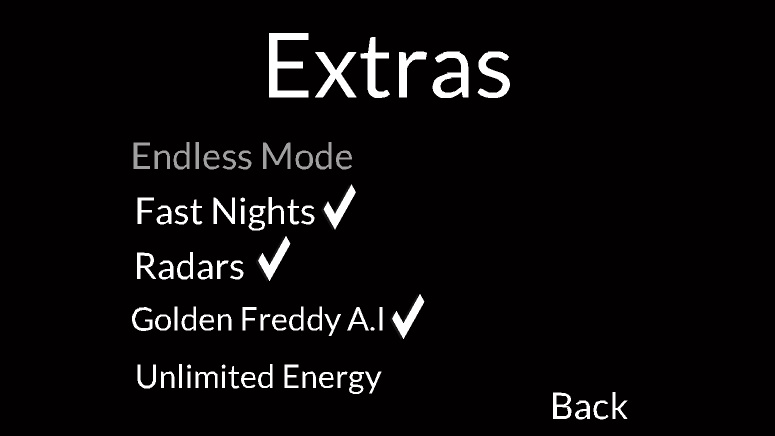 Extras
Endless Mode
Fast Nights
Radars
Golden Freddy A.I
Unlimited Energy
Back